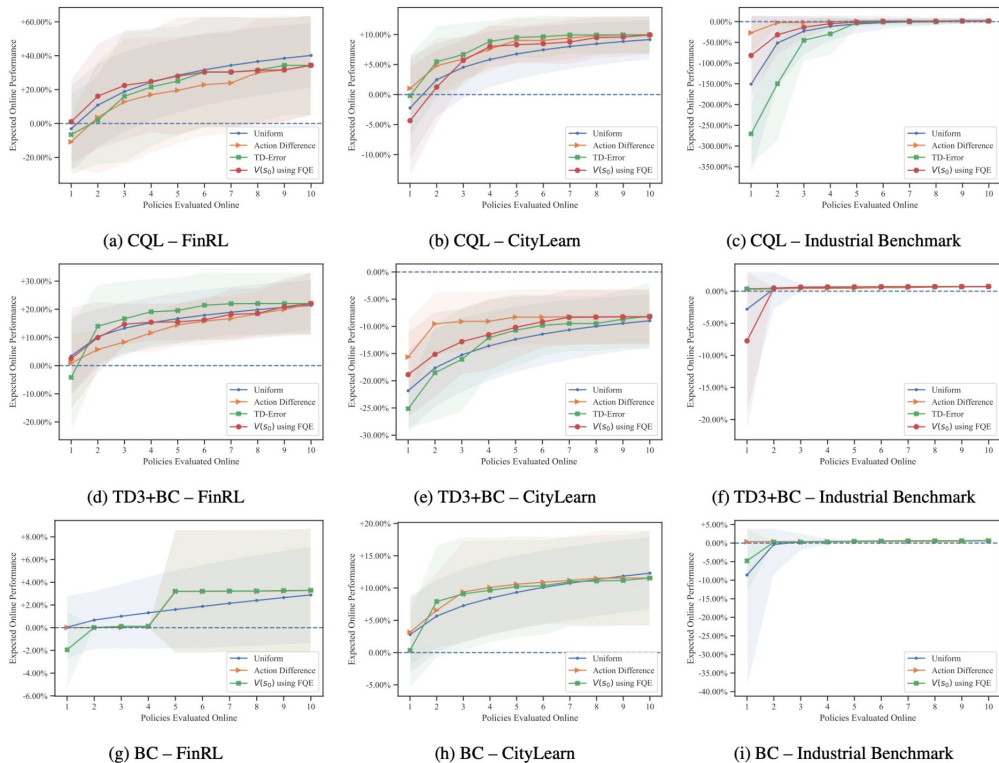 Expected Online Performance
+60.00%
+40.00%
+20.00%
0.00%
-20.00%
Uniform
Action Difference
TD-Error
V(s₀) using FQE
1 2 3 4 5 6 7 8 9 10
Policies Evaluated Online
(a) CQL – FinRL
Expected Online Performance
+10.00%
+5.00%
0.00%
-5.00%
-10.00%
Uniform
Action Difference
TD-Error
V(s₀) using FQE
1 2 3 4 5 6 7 8 9 10
Policies Evaluated Online
(b) CQL – CityLearn
Expected Online Performance
0.00%
-50.00%
-100.00%
-150.00%
-200.00%
-250.00%
-300.00%
-350.00%
Uniform
Action Difference
TD-Error
V(s₀) using FQE
1 2 3 4 5 6 7 8 9 10
Policies Evaluated Online
(c) CQL – Industrial Benchmark
Expected Online Performance
+30.00%
+20.00%
+10.00%
0.00%
-10.00%
-20.00%
Uniform
Action Difference
TD-Error
V(s₀) using FQE
1 2 3 4 5 6 7 8 9 10
Policies Evaluated Online
(d) TD3+BC – FinRL
Expected Online Performance
0.00%
-5.00%
-10.00%
-15.00%
-20.00%
-25.00%
-30.00%
Uniform
Action Difference
TD-Error
V(s₀) using FQE
1 2 3 4 5 6 7 8 9 10
Policies Evaluated Online
(e) TD3+BC – CityLearn
Expected Online Performance
0.00%
-5.00%
-10.00%
-15.00%
-20.00%
Uniform
Action Difference
TD-Error
V(s₀) using FQE
1 2 3 4 5 6 7 8 9 10
Policies Evaluated Online
(f) TD3+BC – Industrial Benchmark
Expected Online Performance
+8.00%
+6.00%
+4.00%
+2.00%
0.00%
-2.00%
-4.00%
-6.00%
Uniform
Action Difference
V(s₀) using FQE
1 2 3 4 5 6 7 8 9 10
Policies Evaluated Online
(g) BC – FinRL
Expected Online Performance
+20.00%
+15.00%
+10.00%
+5.00%
0.00%
-5.00%
Uniform
Action Difference
V(s₀) using FQE
1 2 3 4 5 6 7 8 9 10
Policies Evaluated Online
(h) BC – CityLearn
Expected Online Performance
+5.00%
0.00%
-5.00%
-10.00%
-15.00%
-20.00%
-25.00%
-30.00%
-35.00%
-40.00%
Uniform
Action Difference
V(s₀) using FQE
1 2 3 4 5 6 7 8 9 10
Policies Evaluated Online
(i) BC – Industrial Benchmark